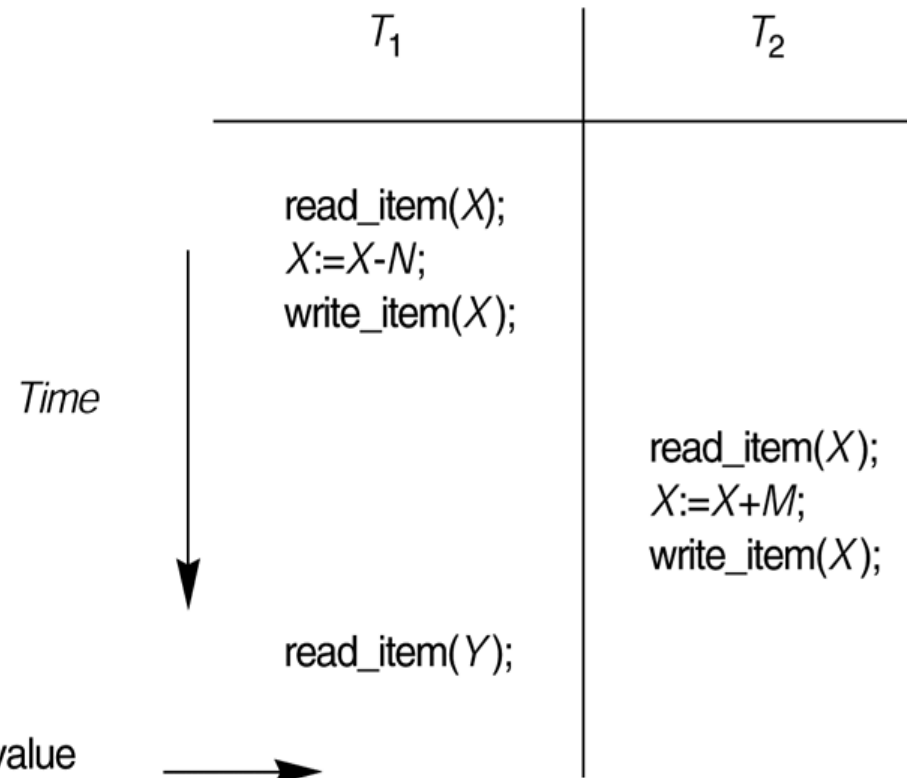 T₁ T₂
read_item(X);
X:=X-N;
write_item(X);
Time
read_item(X);
X:=X+M;
write_item(X);
read_item(Y);
value